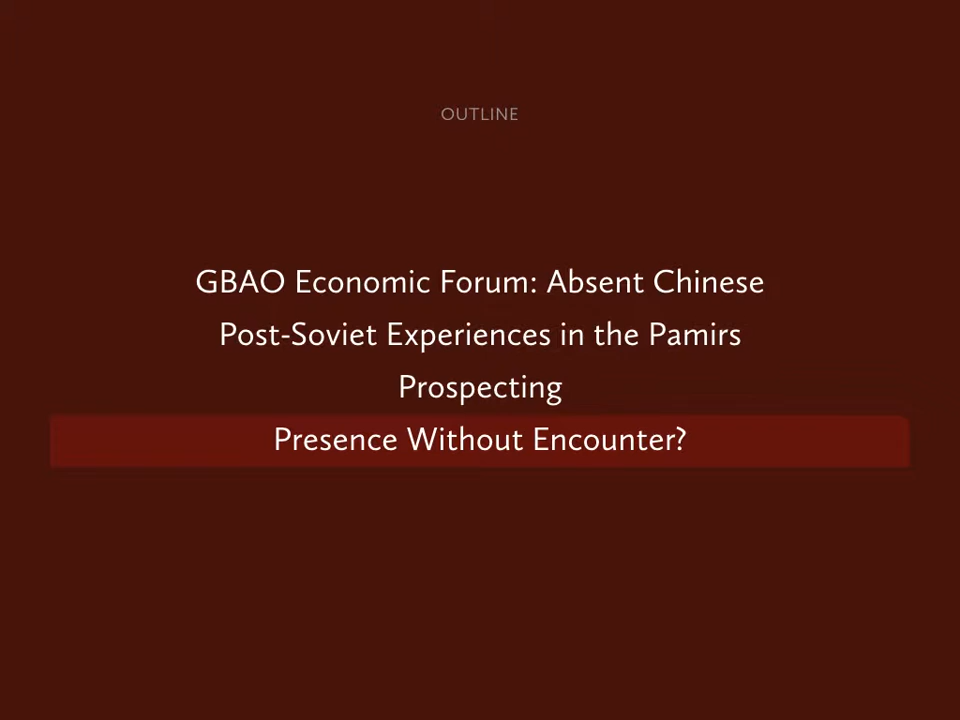 OUTLINE
GBAO Economic Forum: Absent Chinese
Post-Soviet Experiences in the Pamirs
Prospecting
Presence Without Encounter?